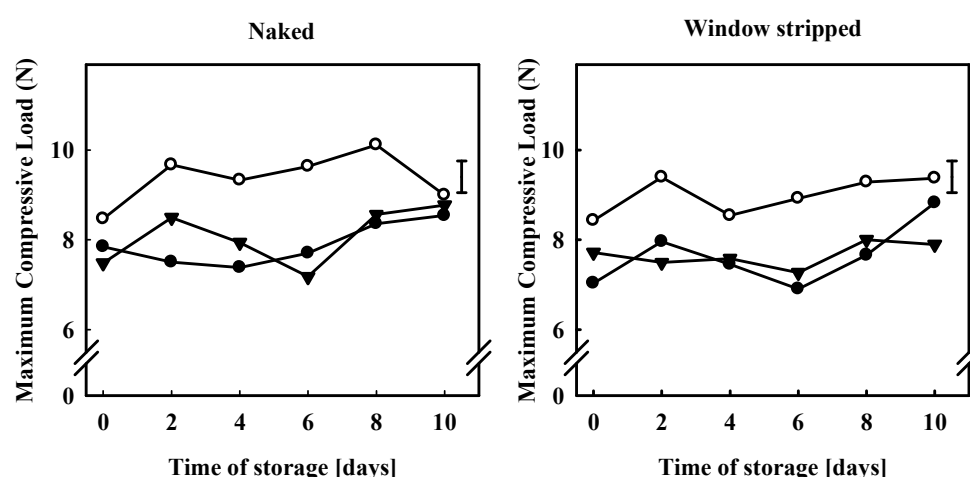 Naked
Maximum Compressive Load (N)
10
8
6
0
0 2 4 6 8 10
Time of storage [days]
Window stripped
Maximum Compressive Load (N)
10
8
6
0
0 2 4 6 8 10
Time of storage [days]